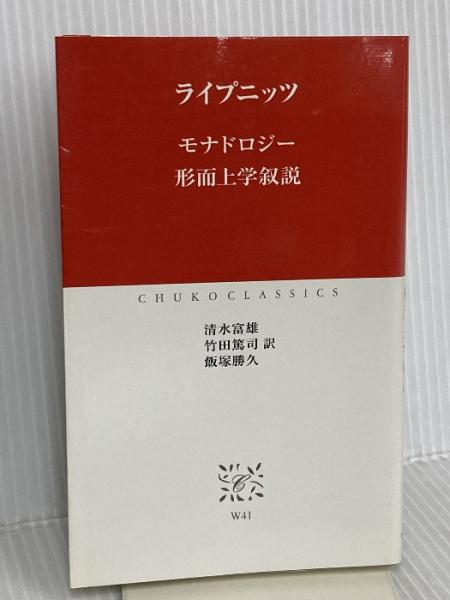 ライプニッツ
モナドロジー
形而上学叙説
CHUKO CLASSICS
清水富雄
竹田篤司 訳
飯塚勝久
C
W41